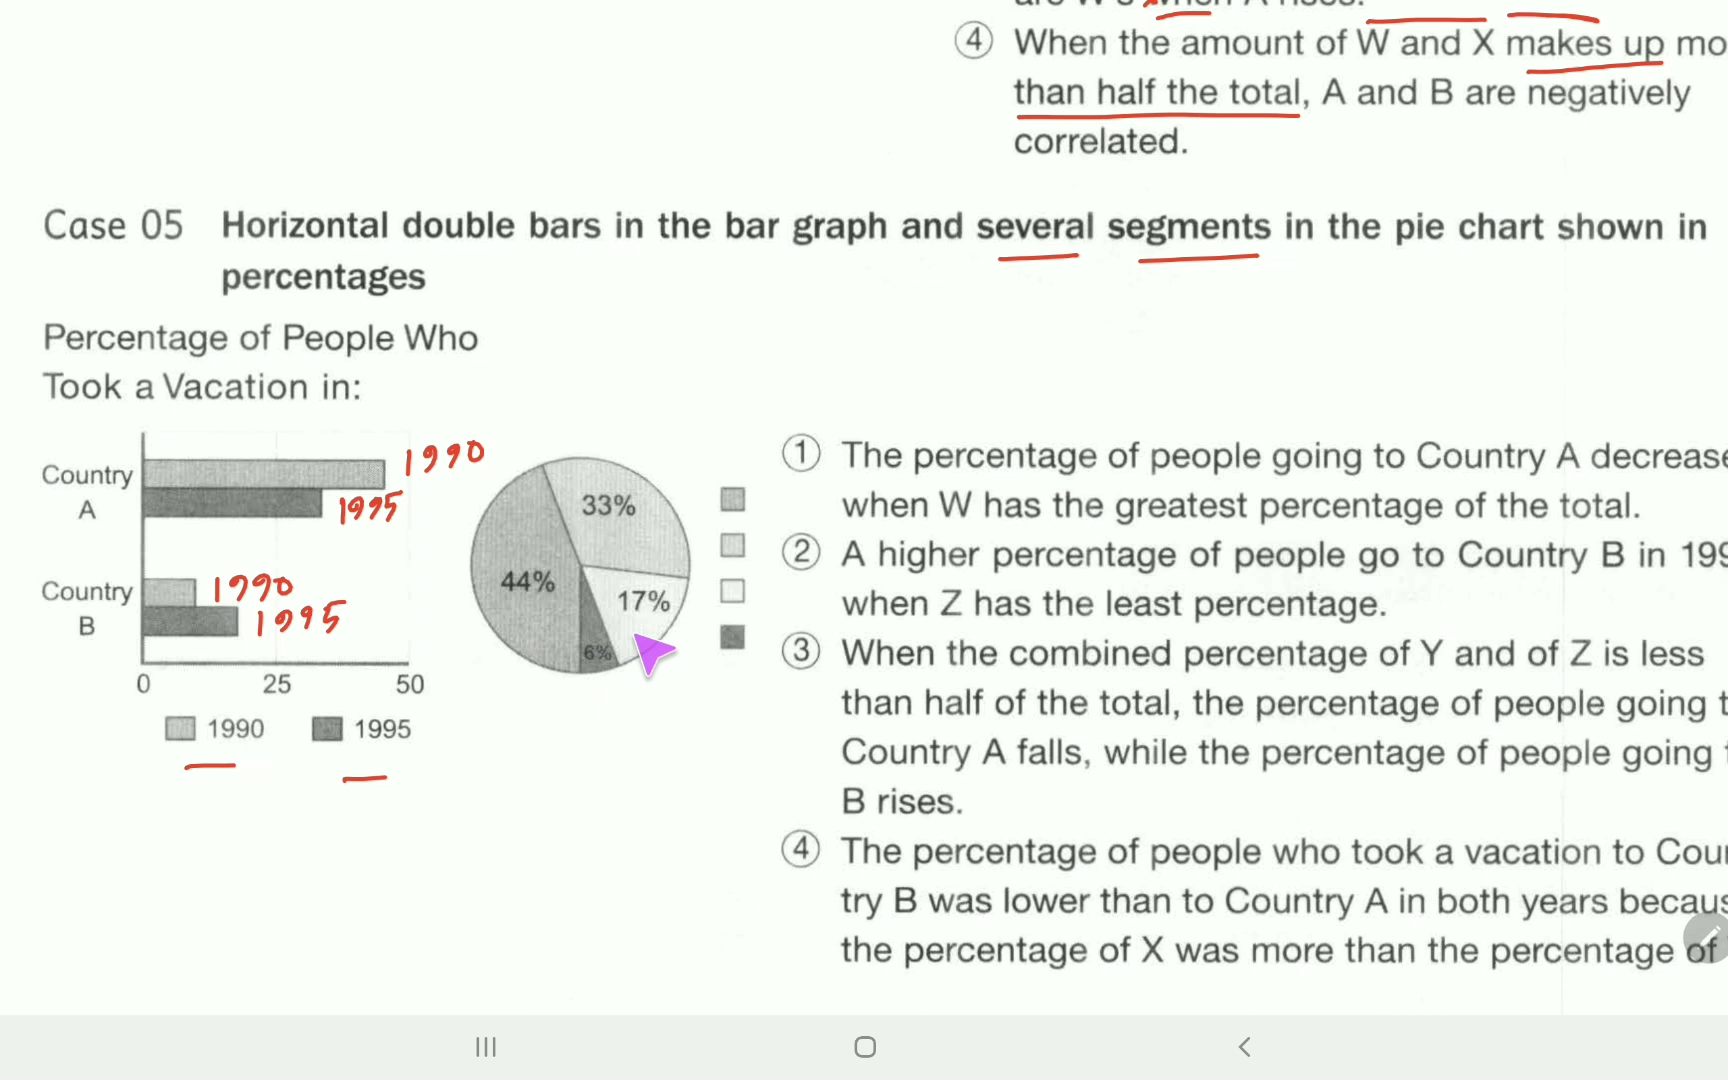 ④ When the amount of W and X makes up mo
than half the total, A and B are negatively
correlated.
Case 05 Horizontal double bars in the bar graph and several segments in the pie chart shown in
percentages
Percentage of People Who
Took a Vacation in:
Country
A
1990
1995
Country
B
1990
1995
0 25 50
1990 1995
33%
44%
17%
6%
① The percentage of people going to Country A decrease
when W has the greatest percentage of the total.
② A higher percentage of people go to Country B in 199
when Z has the least percentage.
③ When the combined percentage of Y and of Z is less
than half of the total, the percentage of people going t
Country A falls, while the percentage of people going
B rises.
④ The percentage of people who took a vacation to Coun
try B was lower than to Country A in both years becaus
the percentage of X was more than the percentage of